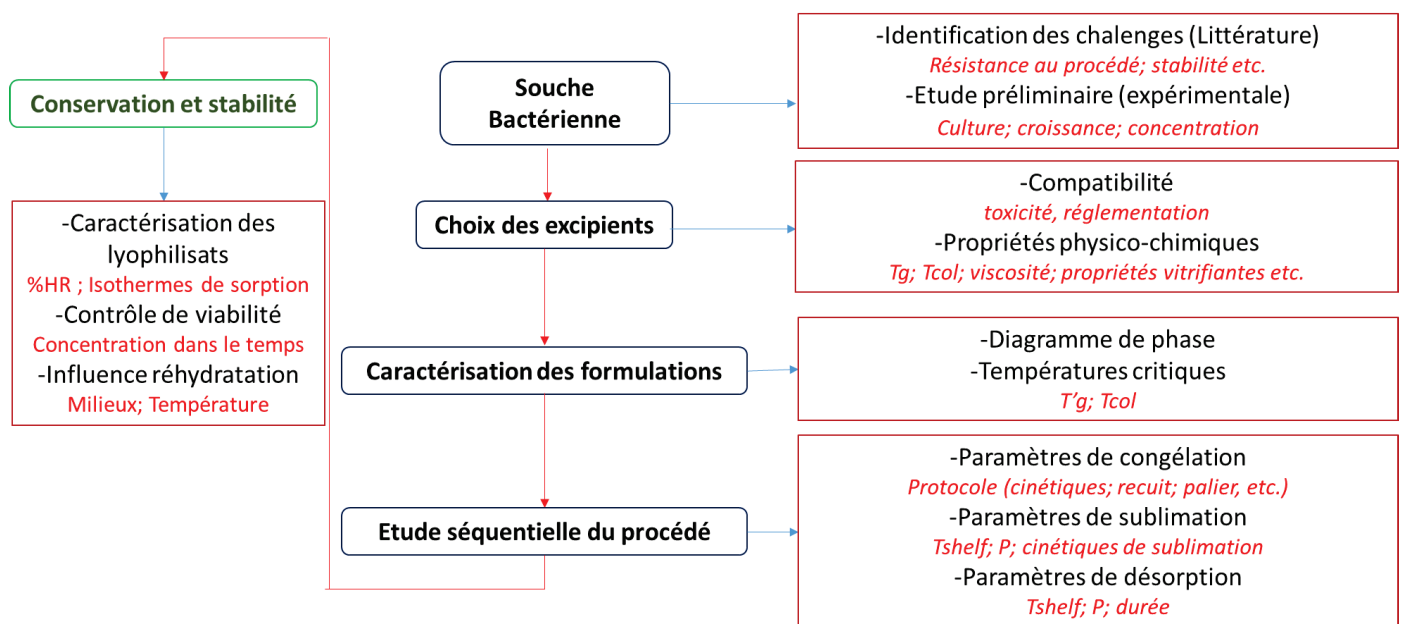 Souche
Bactérienne
-Identification des chalenges (Littérature)
Résistance au procédé; stabilité etc.
-Etude préliminaire (expérimentale)
Culture; croissance; concentration
Choix des excipients
-Compatibilité
toxicité, réglementation
-Propriétés physico-chimiques
Tg; Tcol; viscosité; propriétés vitrifiantes etc.
Caractérisation des formulations
-Diagramme de phase
-Températures critiques
T’g; Tcol
Etude séquentielle du procédé
-Paramètres de congélation
Protocole (cinétiques; recuit; palier, etc.)
-Paramètres de sublimation
Tshelf; P; cinétiques de sublimation
-Paramètres de désorption
Tshelf; P; durée
Conservation et stabilité
-Caractérisation des
lyophilisats
%HR ; Isothermes de sorption
-Contrôle de viabilité
Concentration dans le temps
-Influence réhydratation
Milieux; Température